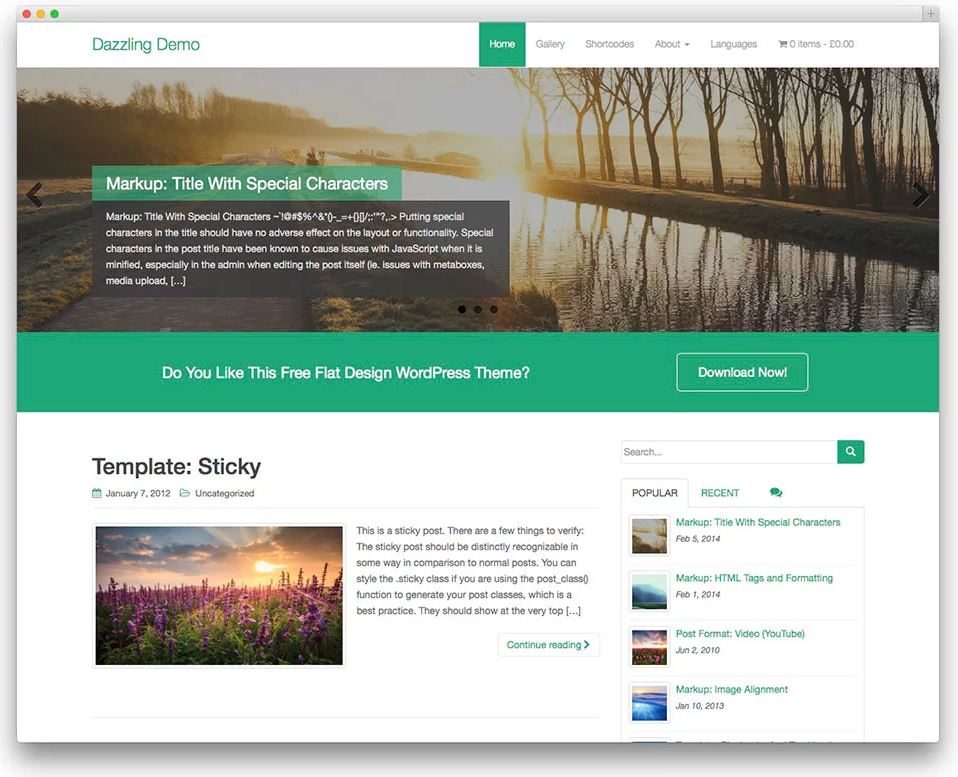 Dazzling Demo
Home
Gallery
Shortcodes
About
Languages
0 items - £0.00
Markup: Title With Special Characters
Markup: Title With Special Characters ~`!@#$%^&*()-_=+{}[]/;:'"?,.> Putting special
characters in the title should have no adverse effect on the layout or functionality. Special
characters in the post title have been known to cause issues with JavaScript when it is
minified, especially in the admin when editing the post itself (ie. issues with metaboxes,
media upload, […]
Do You Like This Free Flat Design WordPress Theme?
Download Now!
Template: Sticky
January 7, 2012
Uncategorized
This is a sticky post. There are a few things to verify:
The sticky post should be distinctly recognizable in
some way in comparison to normal posts. You can
style the .sticky class if you are using the post_class()
function to generate your post classes, which is a
best practice. They should show at the very top […]
Continue reading
Search...
POPULAR
RECENT
Markup: Title With Special Characters
Feb 5, 2014
Markup: HTML Tags and Formatting
Feb 1, 2014
Post Format: Video (YouTube)
Jun 2, 2010
Markup: Image Alignment
Jan 10, 2013